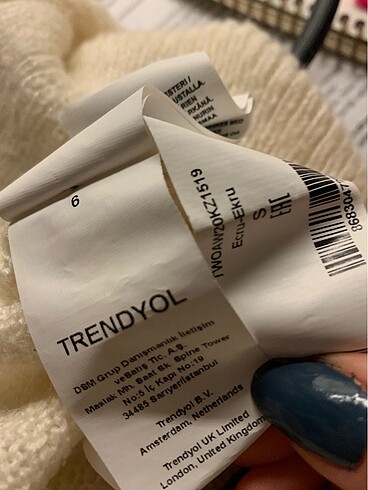 TRENDYOL
DSM Grup Danışmanlık İletişim
ve Satış Tic. A.Ş.
Maslak Mh. Saat Sk. Spine Tower
No:5 İç Kapı No:19
34485 Sarıyer/İstanbul
Trendyol B.V.
Amsterdam, Netherlands
Trendyol UK Limited
London, United Kingdom
TWOAW20KZ1519
Ecru-Ekru
S
EAC
6
USTALLA.